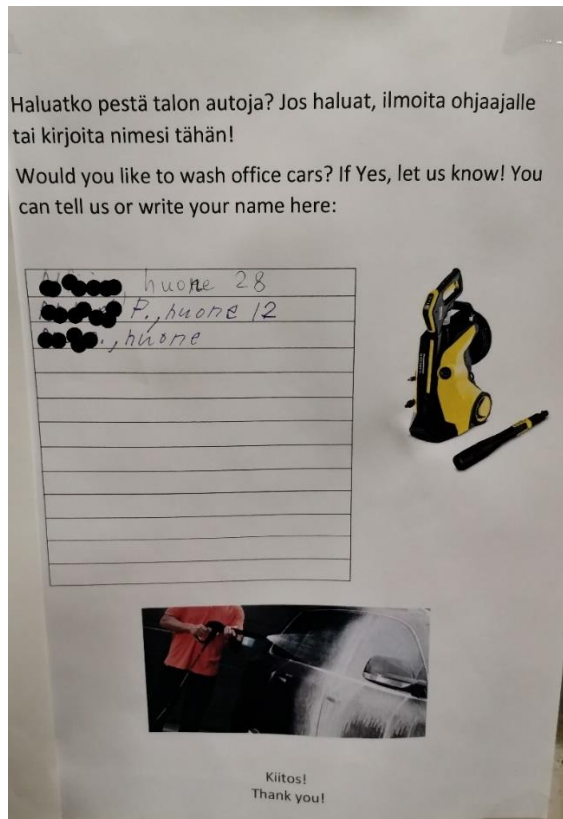 Haluatko pestä talon autoja? Jos haluat, ilmoita ohjaajalle
tai kirjoita nimesi tähän!
Would you like to wash office cars? If Yes, let us know! You
can tell us or write your name here:
huone 28
P., huone 12
., huone
Kiitos!
Thank you!